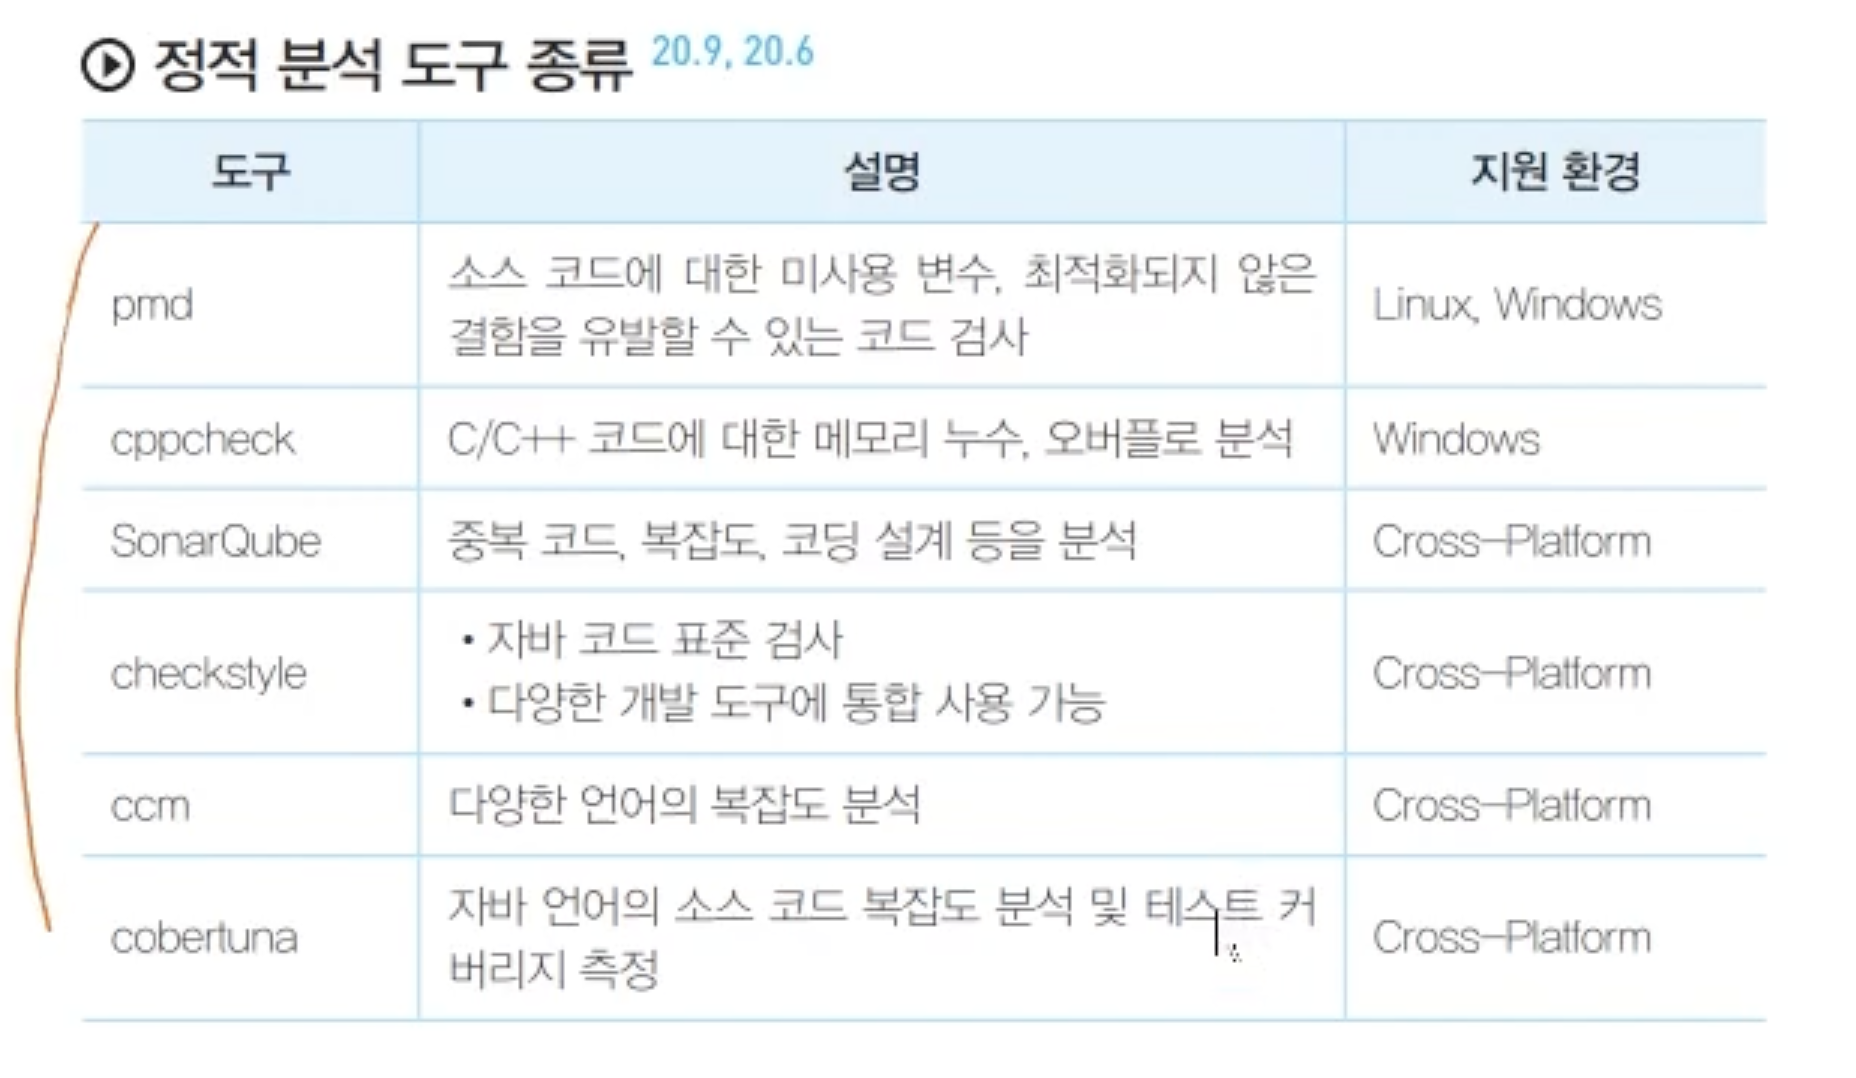 정적 분석 도구 종류 20.9, 20.6
도구 설명 지원 환경
pmd
소스 코드에 대한 미사용 변수, 최적화되지 않은
결함을 유발할 수 있는 코드 검사
Linux, Windows
cppcheck C/C++ 코드에 대한 메모리 누수, 오버플로 분석 Windows
SonarQube 중복 코드, 복잡도, 코딩 설계 등을 분석 Cross-Platform
checkstyle
• 자바 코드 표준 검사
• 다양한 개발 도구에 통합 사용 가능
Cross-Platform
ccm 다양한 언어의 복잡도 분석 Cross-Platform
cobertuna
자바 언어의 소스 코드 복잡도 분석 및 테스트 커
버리지 측정
Cross-Platform